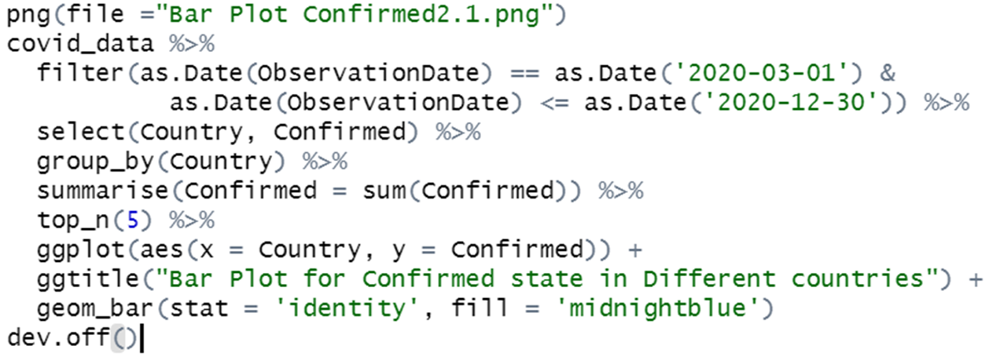 png(file ="Bar Plot Confirmed2.1.png")
covid_data %>%
  filter(as.Date(ObservationDate) == as.Date('2020-03-01') &
           as.Date(ObservationDate) <= as.Date('2020-12-30')) %>%
  select(Country, Confirmed) %>%
  group_by(Country) %>%
  summarise(Confirmed = sum(Confirmed)) %>%
  top_n(5) %>%
  ggplot(aes(x = Country, y = Confirmed)) +
  ggtitle("Bar Plot for Confirmed state in Different countries") +
  geom_bar(stat = 'identity', fill = 'midnightblue')
dev.off()